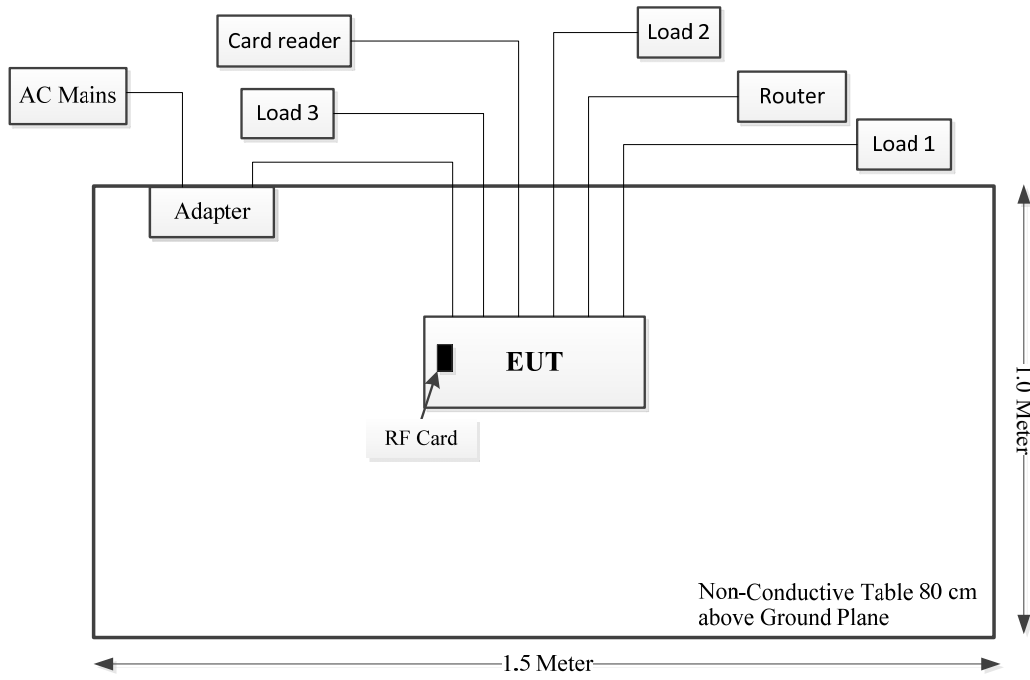 Load 2
Card reader
AC Mains
Router
Load 3
Load 1
Adapter
EUT
RF Card
1.0 Meter
Non-Conductive Table 80 cm
above Ground Plane
1.5 Meter